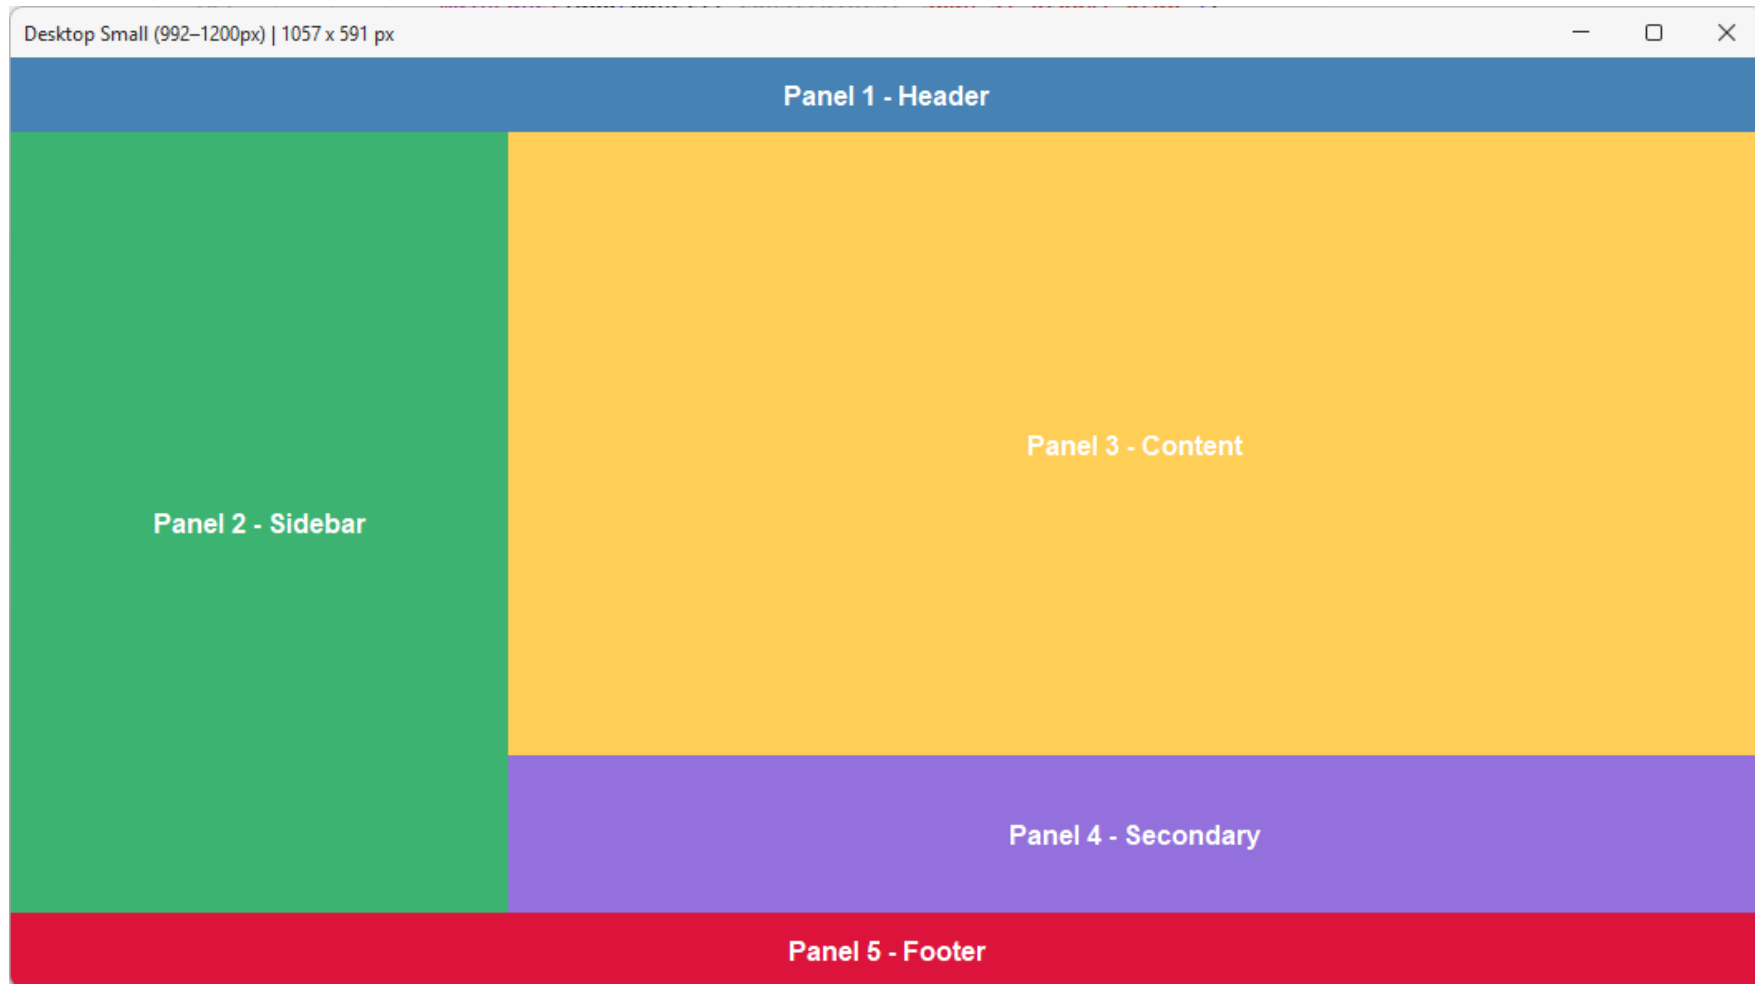 Desktop Small (992–1200px) | 1057 x 591 px
Panel 1 - Header
Panel 2 - Sidebar
Panel 3 - Content
Panel 4 - Secondary
Panel 5 - Footer